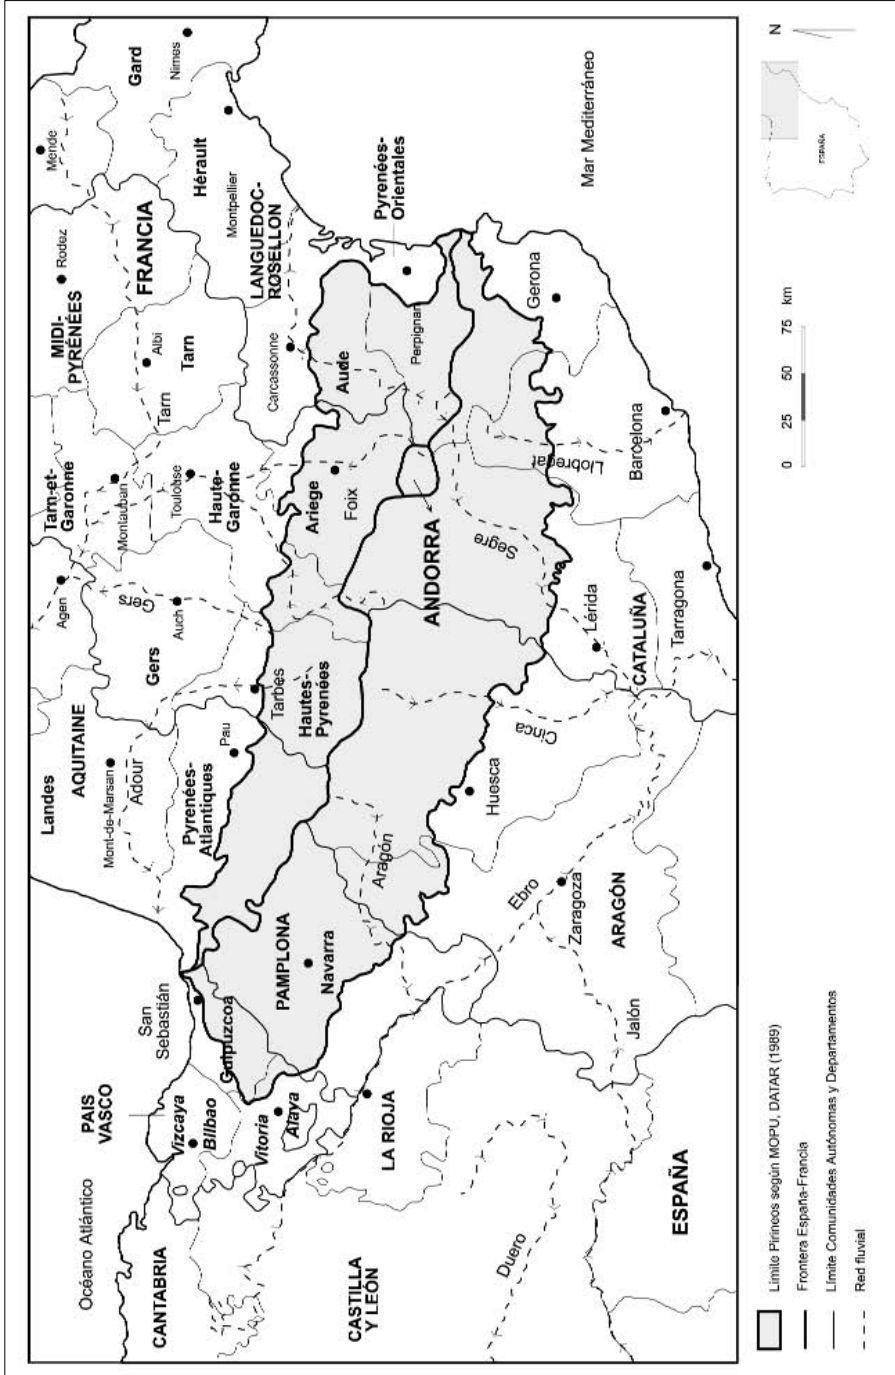 Océano Atlántico
PAIS
VASCO
San
Sebastián
Landes
AQUITAINE
Mont-de-Marsan
Adour
Agen
Gers
Auch
Gers
Tarn-et-
Garonne
Montauban
Toulouse
Haute-
Garonne
MIDI-
PYRÉNÉES
Rodez
Albi
Tarn
Tarn
FRANCIA
Mende
Gard
Nimes
Hérault
Montpellier
LANGUEDOC-
ROSELLON
Carcassonne
CANTABRIA
Vizcaya
Bilbao
Vitoria
Alava
Guipuzcoa
PAMPLONA
Navarra
Pyrenées-
Atlantiques
Pau
Tarbes
Hautes-
Pyrenées
Ariege
Foix
Aude
Pyrenées-
Orientales
Perpignan
CASTILLA
Y LEÓN
LA RIOJA
Aragón
ANDORRA
Segre
Llobregat
Gerona
Mar Mediterráneo
Duero
Ebro
Huesca
Cinca
Lérida
CATALUÑA
Barcelona
Tarragona
ESPAÑA
Jalón
Zaragoza
ARAGÓN
Límite Pirineos según MOPU, DATAR (1989)
Frontera España-Francia
Límite Comunidades Autónomas y Departamentos
Red fluvial
0 25 50 75 km
ESPAÑA
N